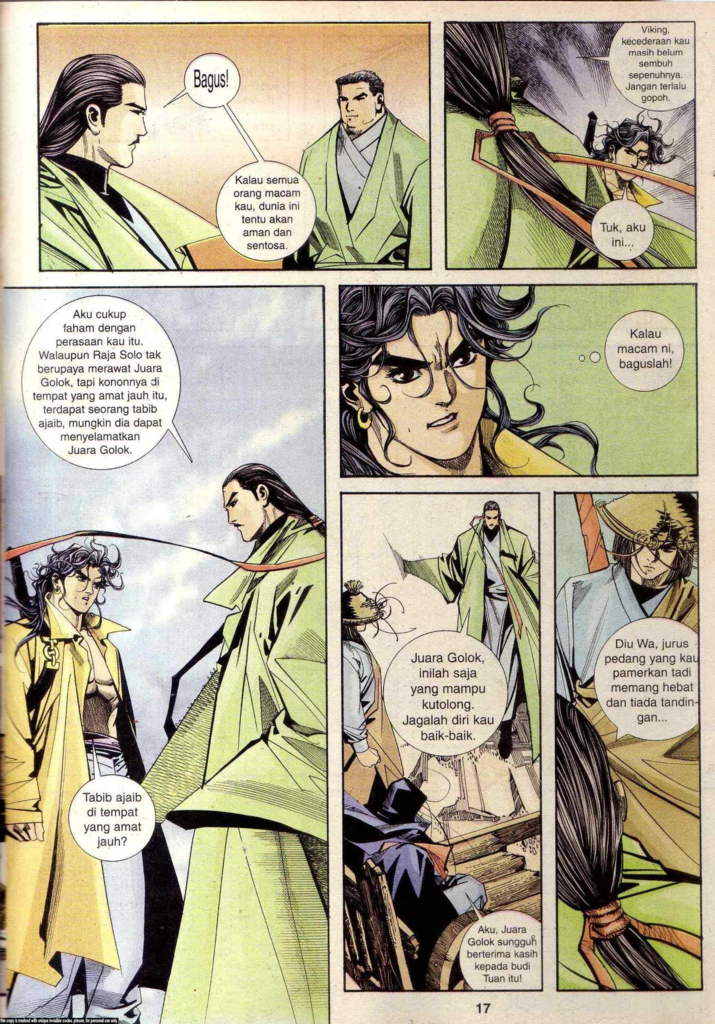 Bagus!
Kalau semua
orang macam
kau, dunia ini
tentu akan
aman dan
sentosa.
Viking,
kecederaan kau
masih belum
sembuh
sepenuhnya.
Jangan terlalu
gopoh.
Tuk, aku
ini...
Aku cukup
faham dengan
perasaan kau itu.
Walaupun Raja Solo tak
berupaya merawat Juara
Golok, tapi kononnya di
tempat yang amat jauh itu,
terdapat seorang tabib
ajaib, mungkin dia dapat
menyelamatkan
Juara Golok.
Tabib ajaib
di tempat
yang amat
jauh?
Kalau
macam ni,
baguslah!
Juara Golok,
inilah saja
yang mampu
kutolong.
Jagalah diri kau
baik-baik.
Aku, Juara
Golok sungguh
berterima kasih
kepada budi
Tuan itu!
Diu Wa, jurus
pedang yang kau
pamerkan tadi
memang hebat
dan tiada tandin-
gan...
17